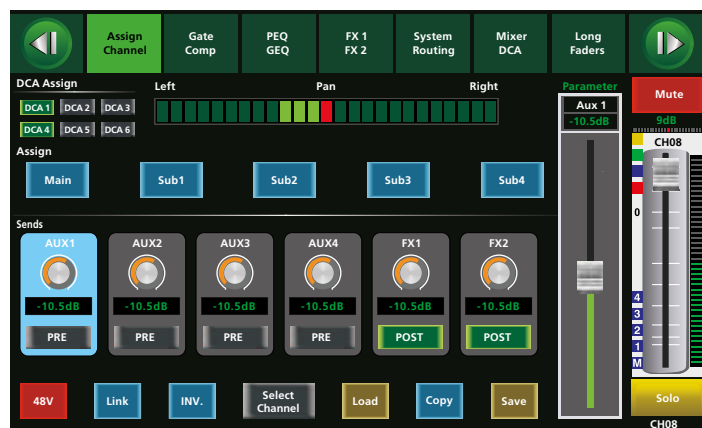 Assign
Channel
Gate
Comp
PEQ
GEQ
FX 1
FX 2
System
Routing
Mixer
DCA
Long
Faders
DCA Assign
DCA 1 DCA 2 DCA 3
DCA 4 DCA 5 DCA 6
Left Pan Right
Assign
Main Sub1 Sub2 Sub3 Sub4
Sends
AUX1 AUX2 AUX3 AUX4 FX1 FX2
-10.5dB -10.5dB -10.5dB -10.5dB -10.5dB -10.5dB
PRE PRE PRE PRE POST POST
48V Link INV. Select
Channel Load Copy Save
Parameter
Aux 1
-10.5dB
Mute
9dB
CH08
0
4
3
2
1
M
Solo
CH08